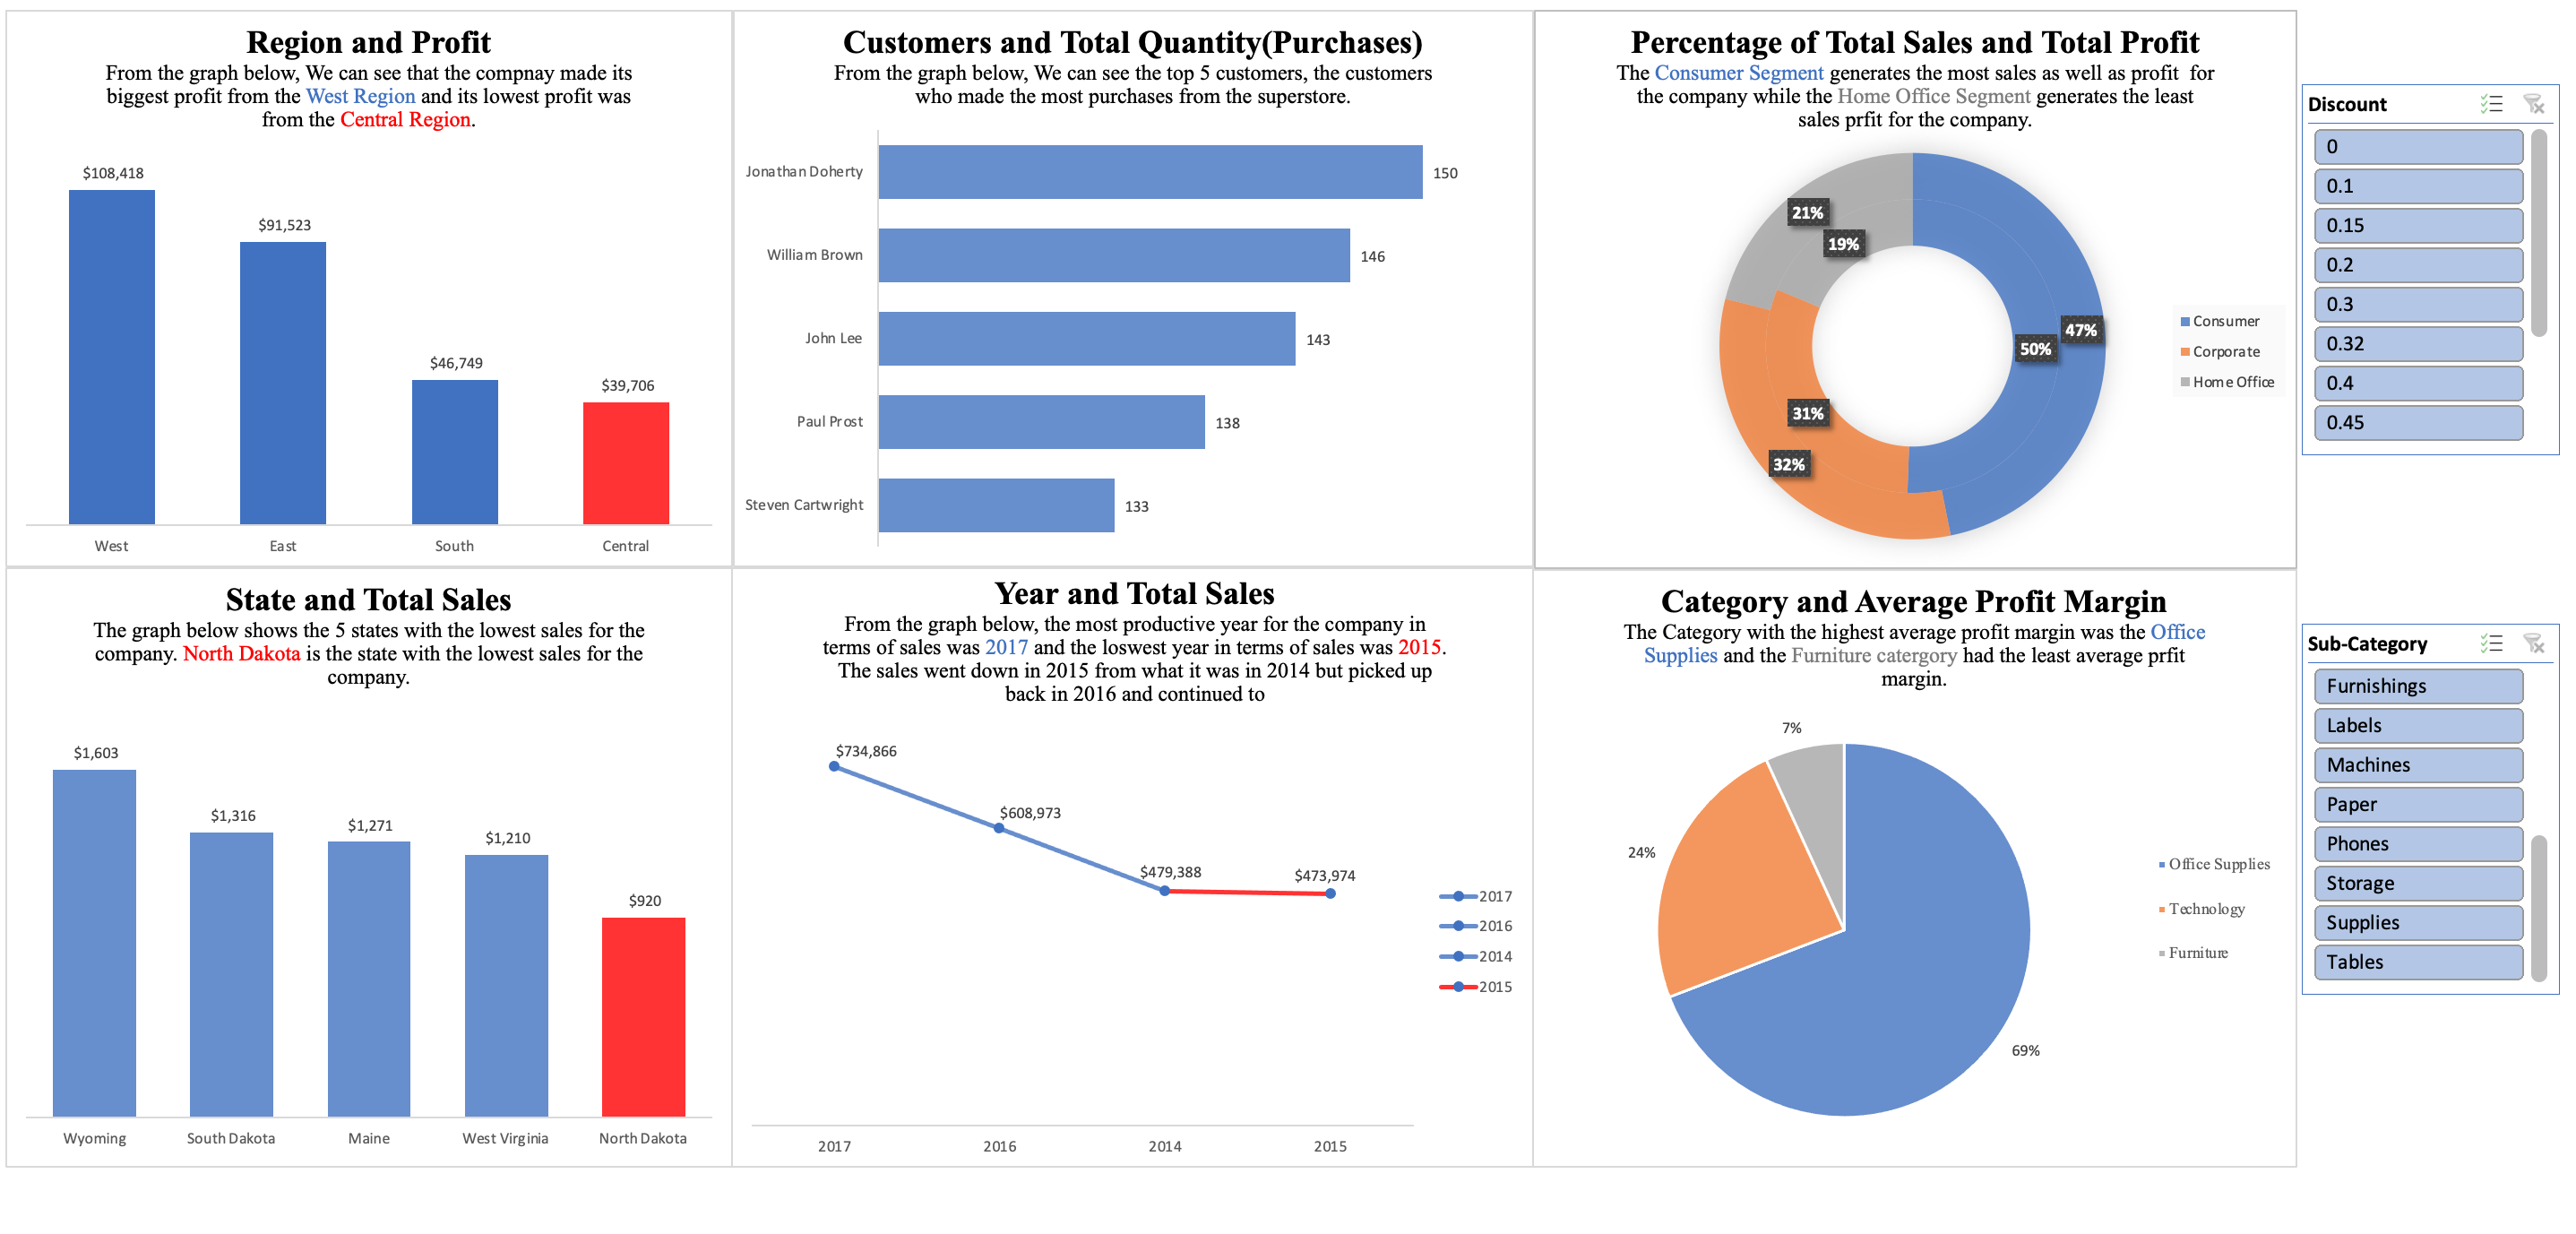 Region and Profit
From the graph below, We can see that the compnay made its
biggest profit from the West Region and its lowest profit was
from the Central Region.
$108,418
$91,523
$46,749
$39,706
West
East
South
Central
Customers and Total Quantity(Purchases)
From the graph below, We can see the top 5 customers, the customers
who made the most purchases from the superstore.
Jonathan Doherty
150
William Brown
146
John Lee
143
Paul Prost
138
Steven Cartwright
133
Percentage of Total Sales and Total Profit
The Consumer Segment generates the most sales as well as profit for
the company while the Home Office Segment generates the least
sales prfit for the company.
21%
19%
47%
50%
31%
32%
Consumer
Corporate
Home Office
Discount
0
0.1
0.15
0.2
0.3
0.32
0.4
0.45
State and Total Sales
The graph below shows the 5 states with the lowest sales for the
company. North Dakota is the state with the lowest sales for the
company.
$1,603
$1,316
$1,271
$1,210
$920
Wyoming
South Dakota
Maine
West Virginia
North Dakota
Year and Total Sales
From the graph below, the most productive year for the company in
terms of sales was 2017 and the loswest year in terms of sales was 2015.
The sales went down in 2015 from what it was in 2014 but picked up
back in 2016 and continued to
$734,866
$608,973
$479,388
$473,974
2017
2016
2014
2015
2017
2016
2014
2015
Category and Average Profit Margin
The Category with the highest average profit margin was the Office
Supplies and the Furniture catergory had the least average prfit
margin.
7%
24%
69%
Office Supplies
Technology
Furniture
Sub-Category
Furnishings
Labels
Machines
Paper
Phones
Storage
Supplies
Tables